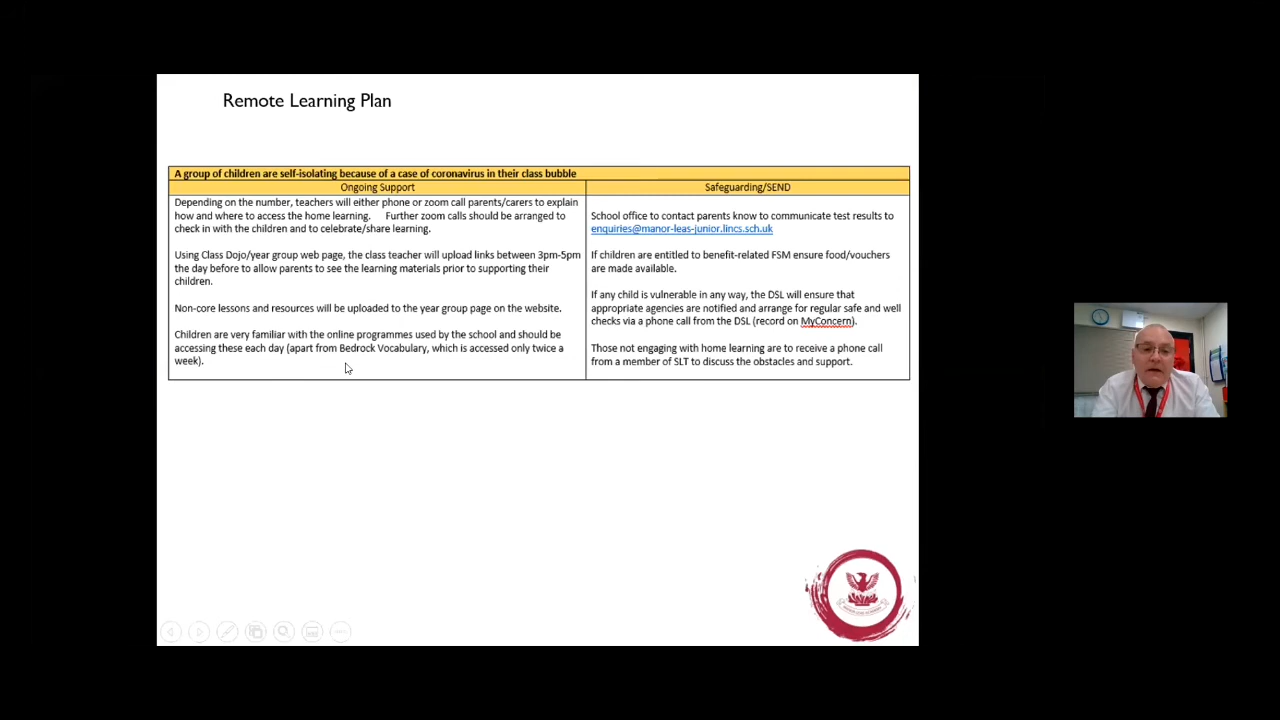 Remote Learning Plan
A group of children are self-isolating because of a case of coronavirus in their class bubble
Ongoing Support
Safeguarding/SEND
Depending on the number, teachers will either phone or zoom call parents/carers to explain
how and where to access the home learning. Further zoom calls should be arranged to
check in with the children and to celebrate/share learning.
Using Class Dojo/year group web page, the class teacher will upload links between 3pm-5pm
the day before to allow parents to see the learning materials prior to supporting their
children.
Non-core lessons and resources will be uploaded to the year group page on the website.
Children are very familiar with the online programmes used by the school and should be
accessing these each day (apart from Bedrock Vocabulary, which is accessed only twice a
week).
School office to contact parents know to communicate test results to
enquiries@manor-leas-junior.lincs.sch.uk
If children are entitled to benefit-related FSM ensure food/vouchers
are made available.
If any child is vulnerable in any way, the DSL will ensure that
appropriate agencies are notified and arrange for regular safe and well
checks via a phone call from the DSL (record on MyConcern).
Those not engaging with home learning are to receive a phone call
from a member of SLT to discuss the obstacles and support.